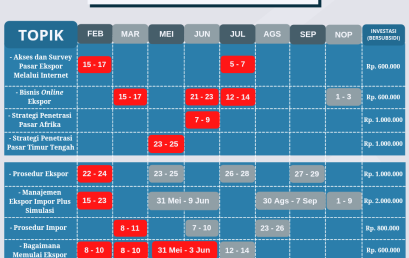 TOPIK FEB MAR MEI JUN JUL AGS SEP NOP INVESTASI
(BERSUBSIDI)
- Akses dan Survey
Pasar Ekspor
Melalui Internet
15 - 17 5 - 7 Rp. 600.000
- Bisnis Online
Ekspor
15 - 17 21 - 23 12 - 14 1 - 3 Rp. 600.000
- Strategi Penetrasi
Pasar Afrika
7 - 9 Rp. 1.000.000
- Strategi Penetrasi
Pasar Timur Tengah
23 - 25 Rp. 1.000.000
- Prosedur Ekspor 22 - 24 23 - 25 26 - 28 27 - 29 Rp. 1.000.000
- Manajemen
Ekspor Impor Plus
Simulasi
15 - 23 31 Mei - 9 Jun 30 Ags - 7 Sep 1 - 9 Rp. 2.000.000
- Prosedur Impor 8 - 11 7 - 10 23 - 26 Rp. 800.000
- Bagaimana
Memulai Ekspor
8 - 10 8 - 10 31 Mei - 3 Jun 12 - 14 Rp. 600.000